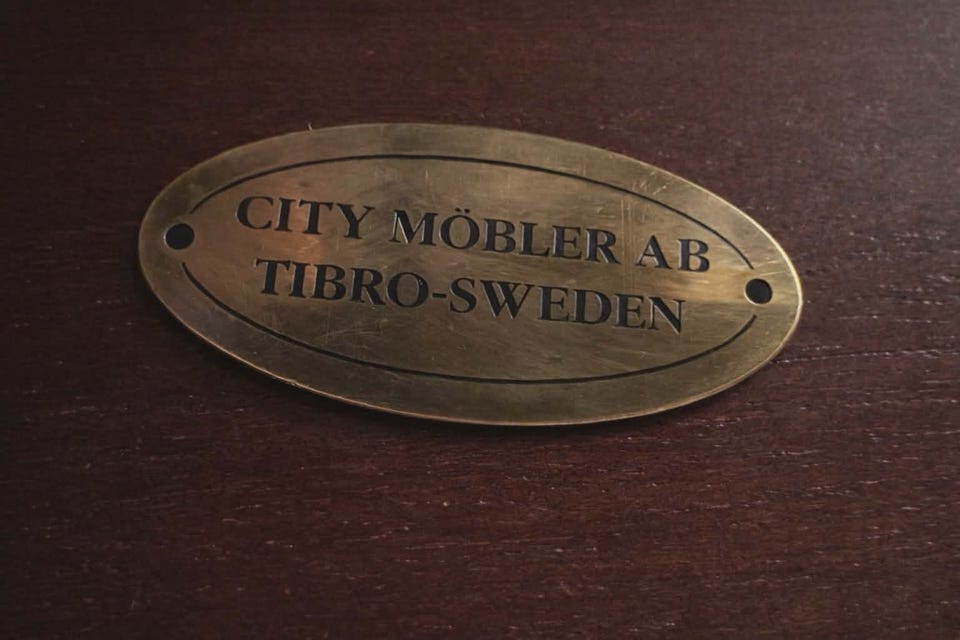 CITY MÖBLER AB
TIBRO-SWEDEN